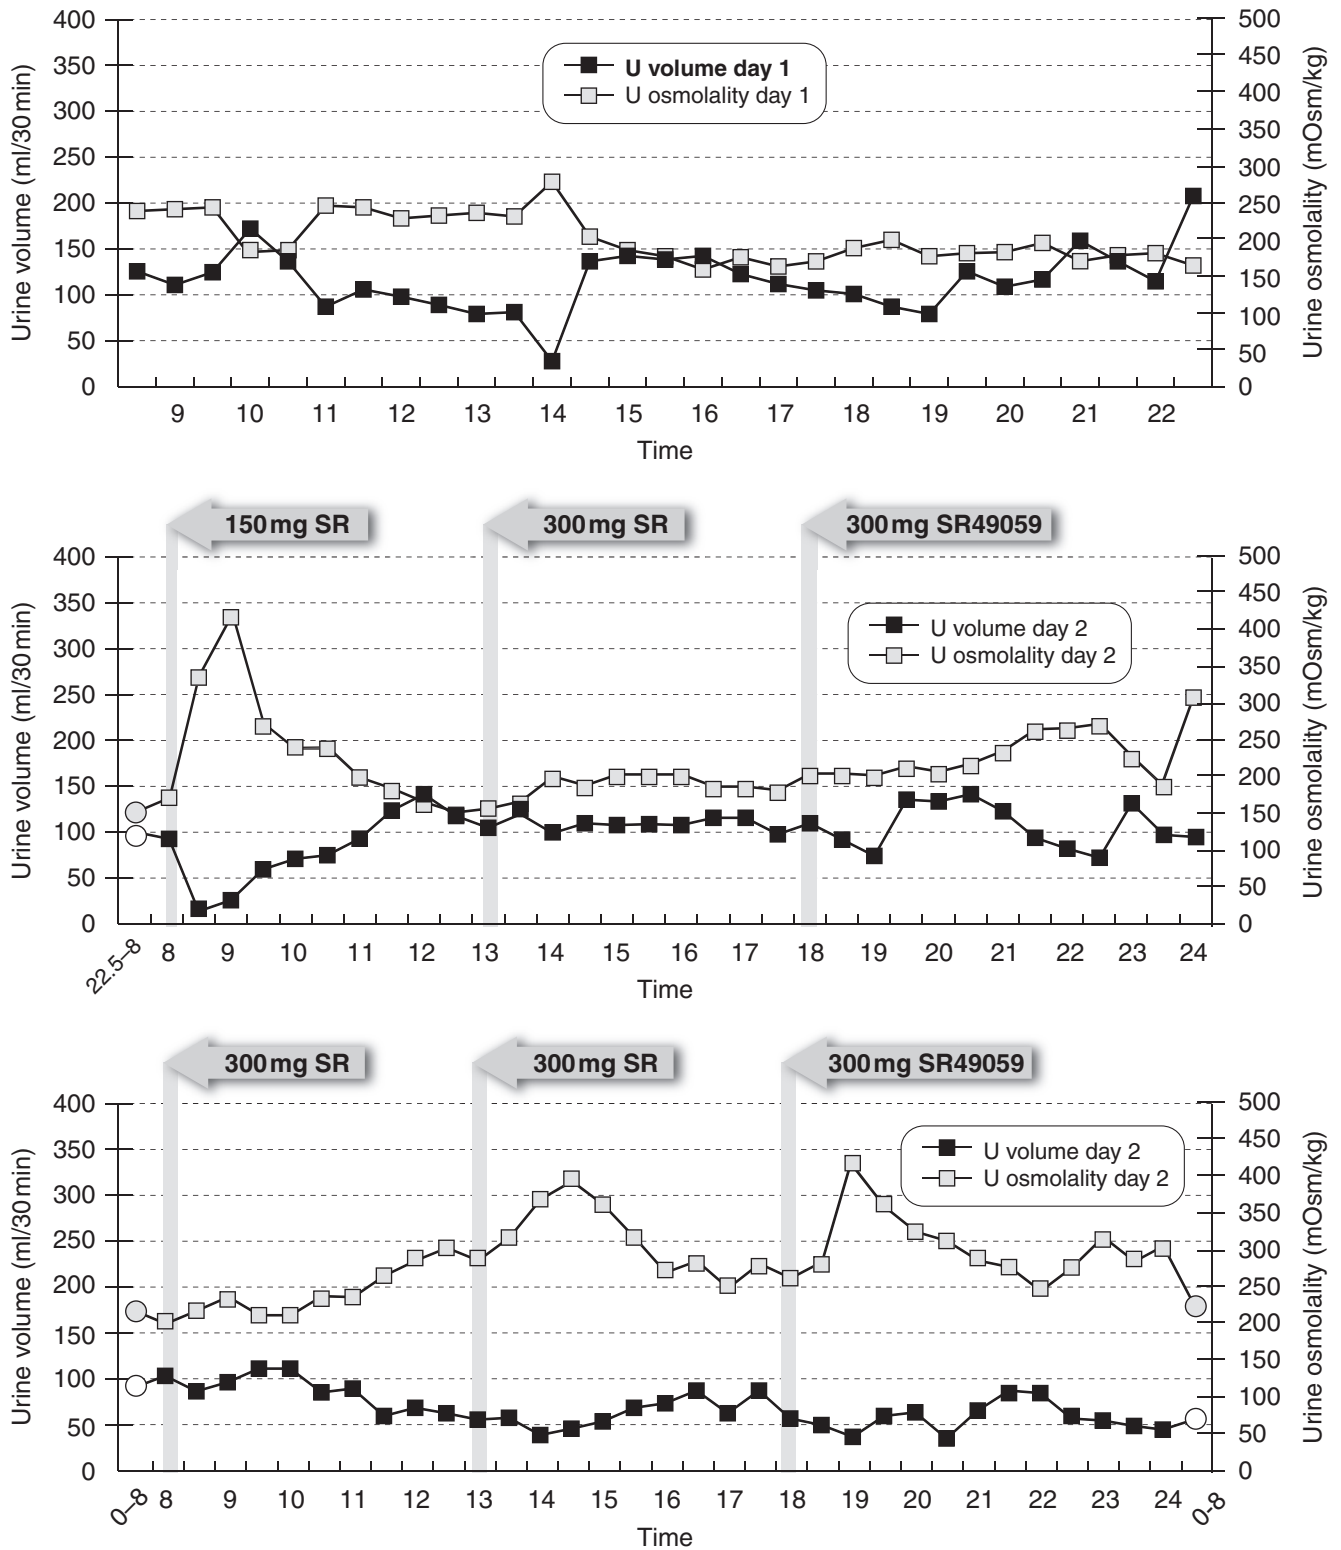 400
350
300
250
200
150
100
50
0
Urine volume (ml/30 min)
500
450
400
350
300
250
200
150
100
50
0
Urine osmolality (mOsm/kg)
U volume day 1
U osmolality day 1
9 10 11 12 13 14 15 16 17 18 19 20 21 22
Time
150 mg SR
300 mg SR
300 mg SR49059
400
350
300
250
200
150
100
50
0
Urine volume (ml/30 min)
500
450
400
350
300
250
200
150
100
50
0
Urine osmolality (mOsm/kg)
U volume day 2
U osmolality day 2
22.5–8 8 9 10 11 12 13 14 15 16 17 18 19 20 21 22 23 24
Time
300 mg SR
300 mg SR
300 mg SR49059
400
350
300
250
200
150
100
50
0
Urine volume (ml/30 min)
500
450
400
350
300
250
200
150
100
50
0
Urine osmolality (mOsm/kg)
U volume day 2
U osmolality day 2
0–8 8 9 10 11 12 13 14 15 16 17 18 19 20 21 22 23 24 0-8
Time